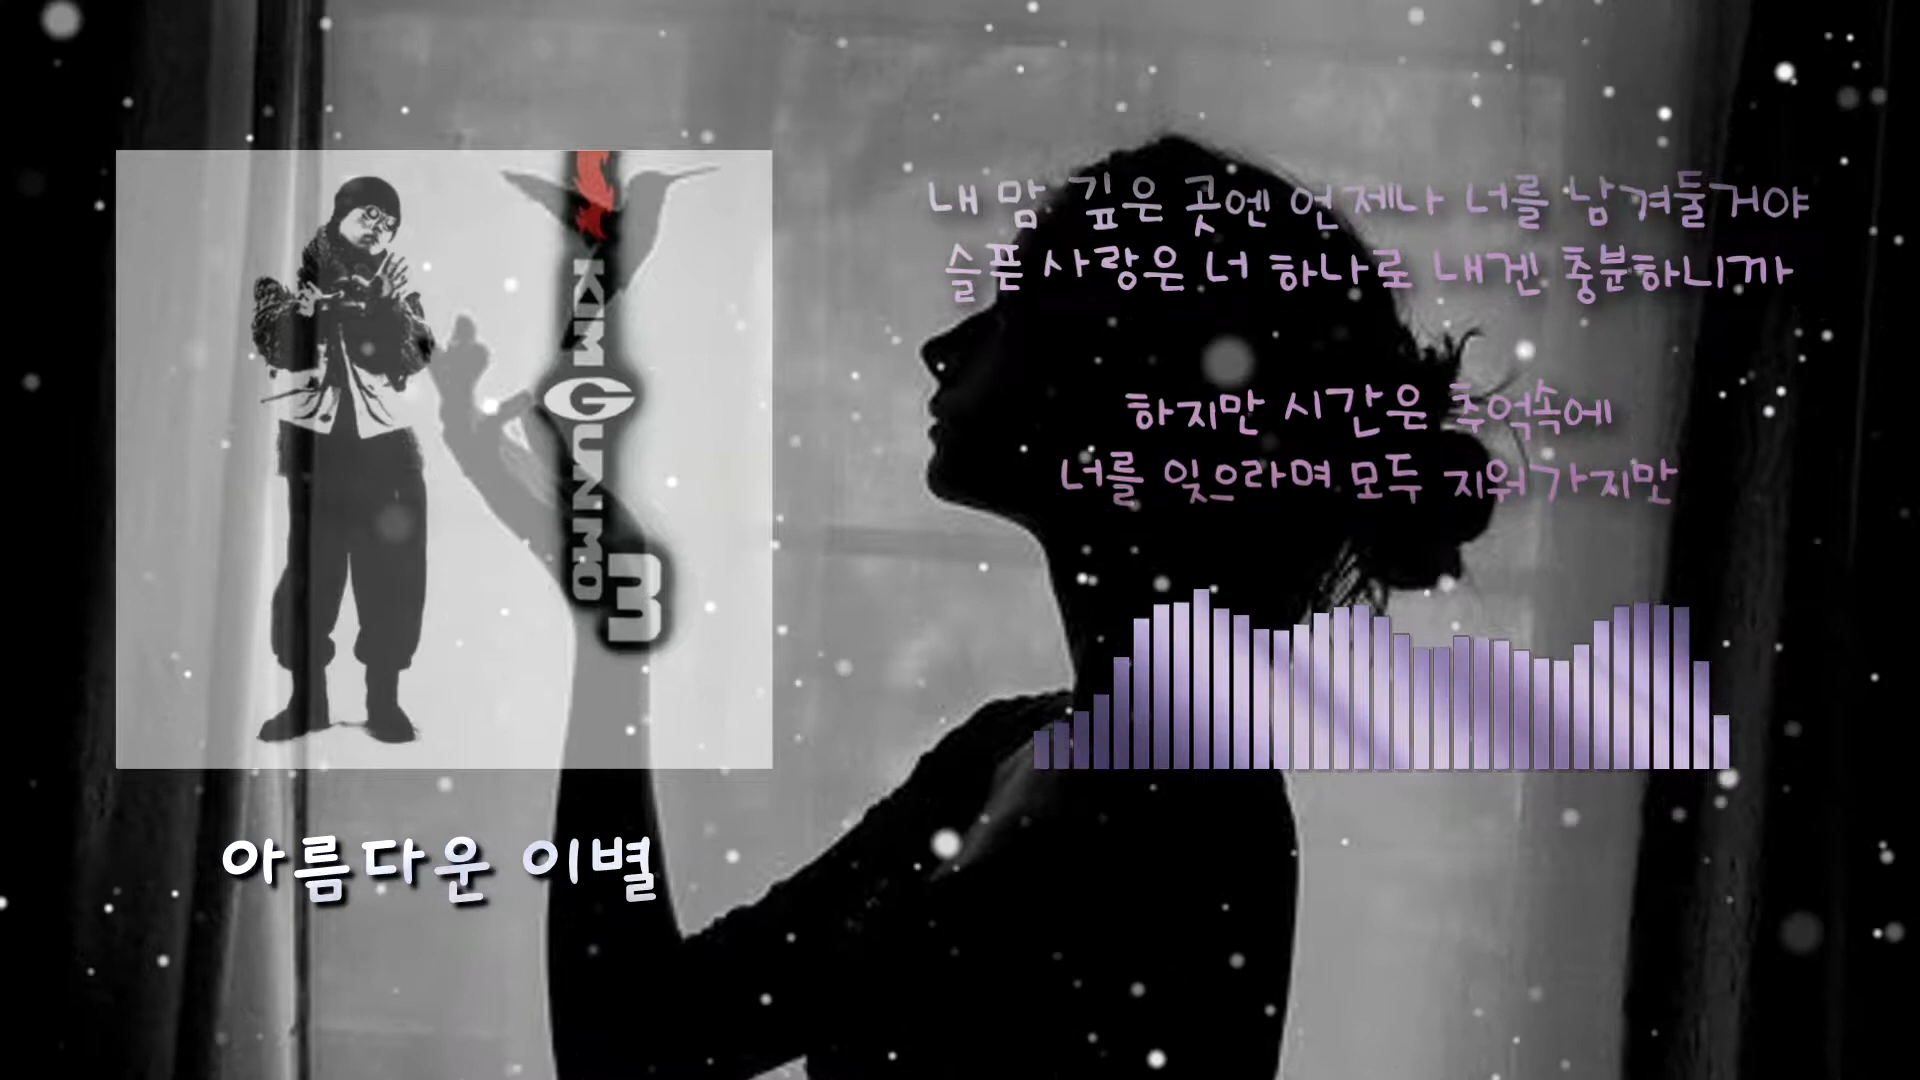 KIM GUN MO
3
아름다운 이별
내 맘 깊은 곳엔 언제나 너를 남겨둘거야
슬픈 사랑은 너 하나로 내겐 충분하니까
하지만 시간은 추억속에
너를 잊으라며 모두 지워가지만